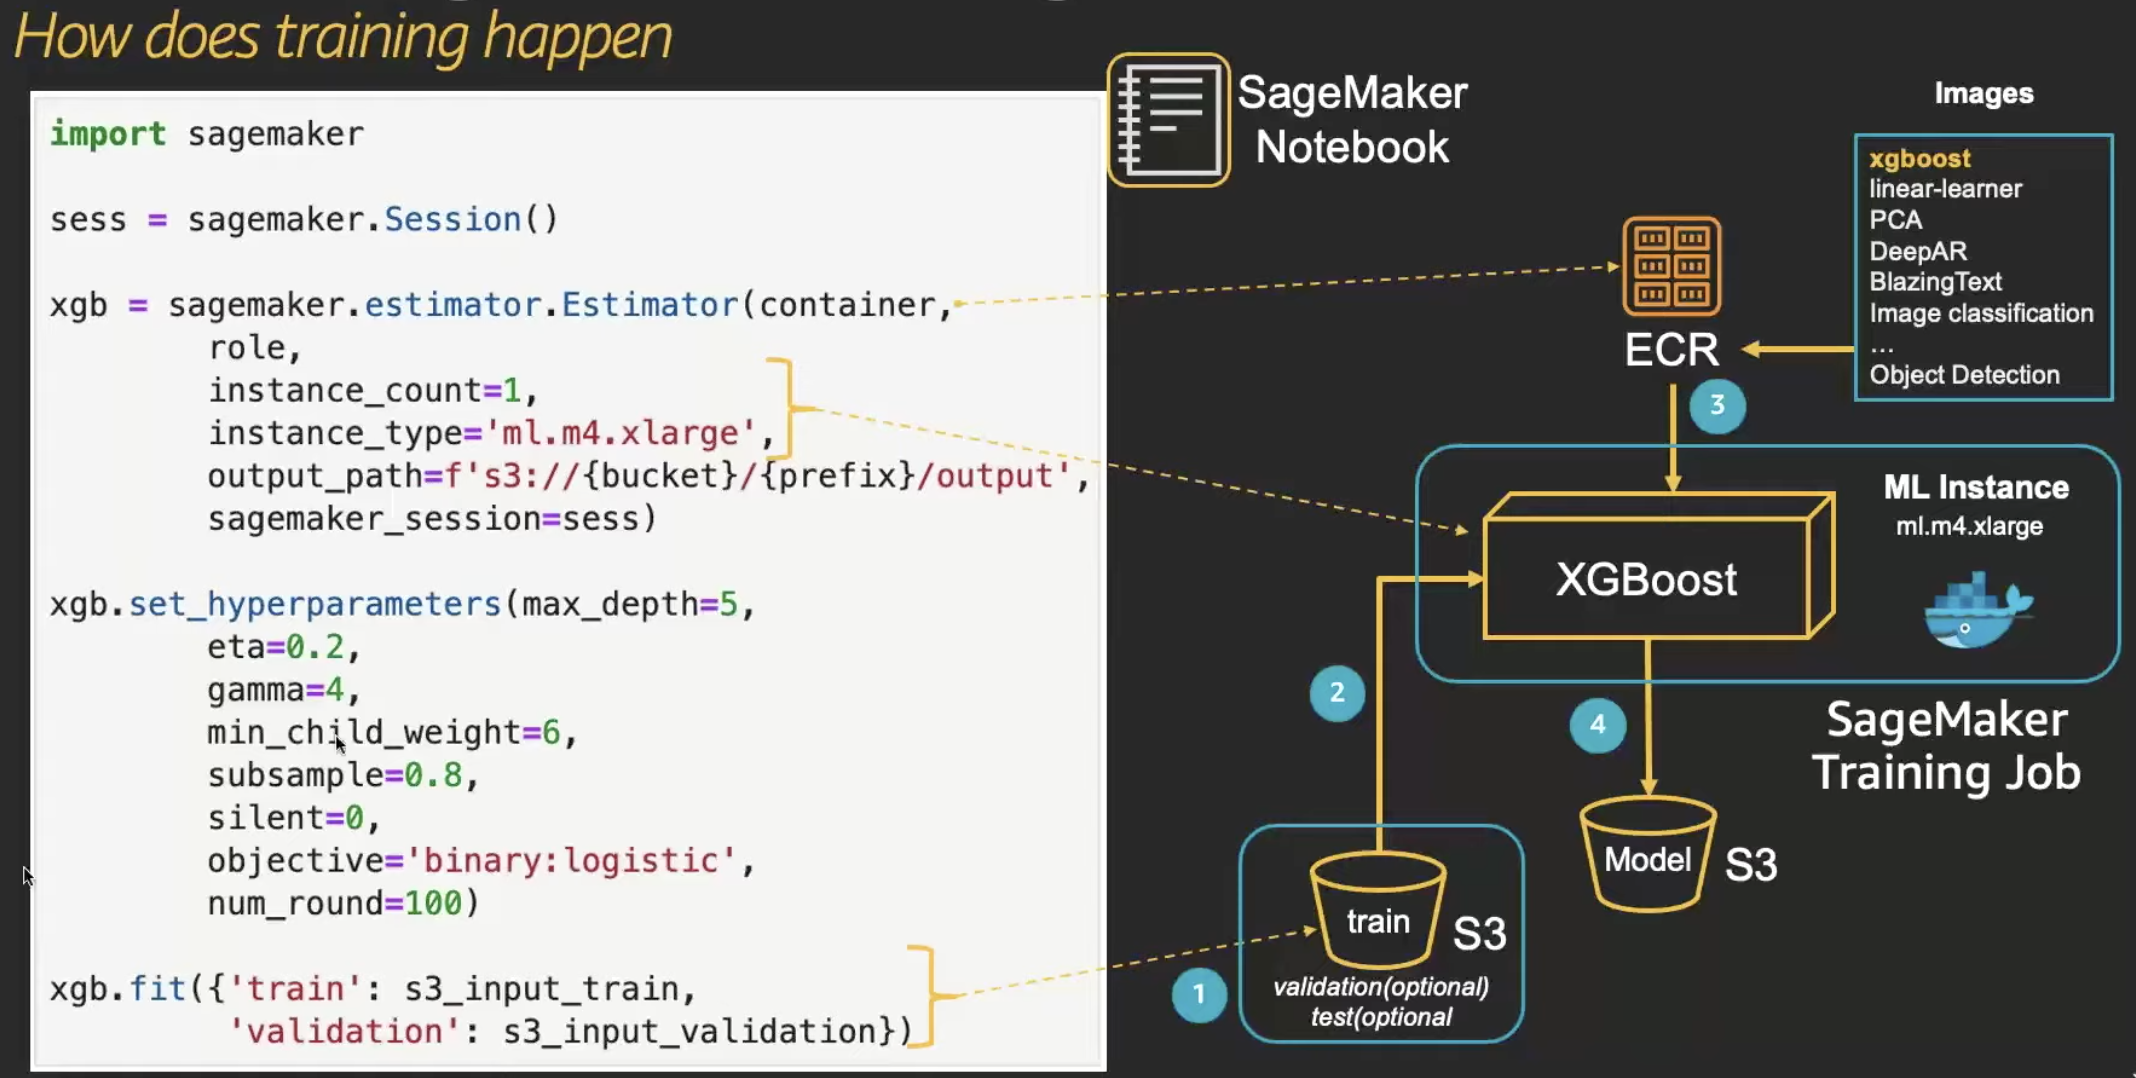 How does training happen
import sagemaker
sess = sagemaker.Session()
xgb = sagemaker.estimator.Estimator(container,
role,
instance_count=1,
instance_type='ml.m4.xlarge',
output_path=f's3://{bucket}/{prefix}/output',
sagemaker_session=sess)
xgb.set_hyperparameters(max_depth=5,
eta=0.2,
gamma=4,
min_child_weight=6,
subsample=0.8,
silent=0,
objective='binary:logistic',
num_round=100)
xgb.fit({'train': s3_input_train,
'validation': s3_input_validation})
SageMaker
Notebook
Images
xgboost
linear-learner
PCA
DeepAR
BlazingText
Image classification
...
Object Detection
ECR
3
ML Instance
ml.m4.xlarge
XGBoost
2
4
SageMaker
Training Job
Model
S3
train
S3
1
validation(optional)
test(optional